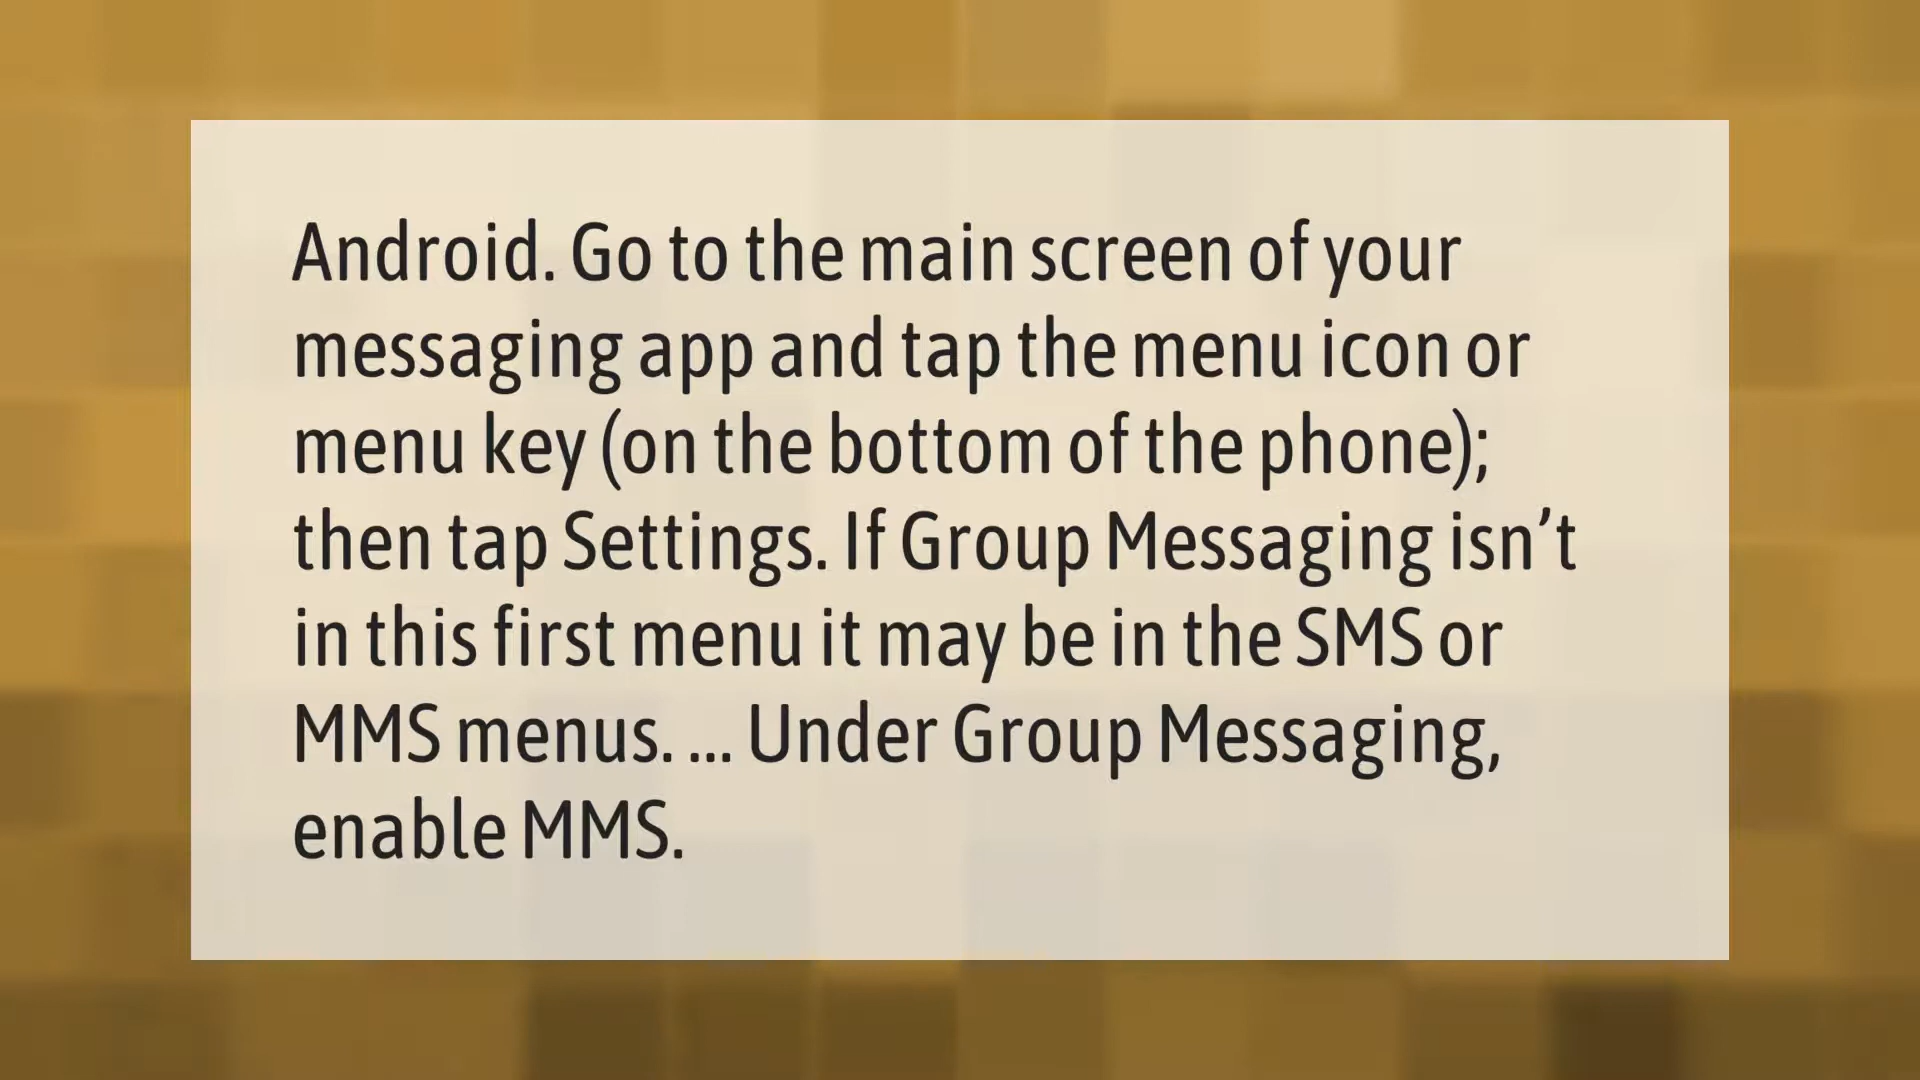 Android. Go to the main screen of your
messaging app and tap the menu icon or
menu key (on the bottom of the phone);
then tap Settings. If Group Messaging isn’t
in this first menu it may be in the SMS or
MMS menus. ... Under Group Messaging,
enable MMS.